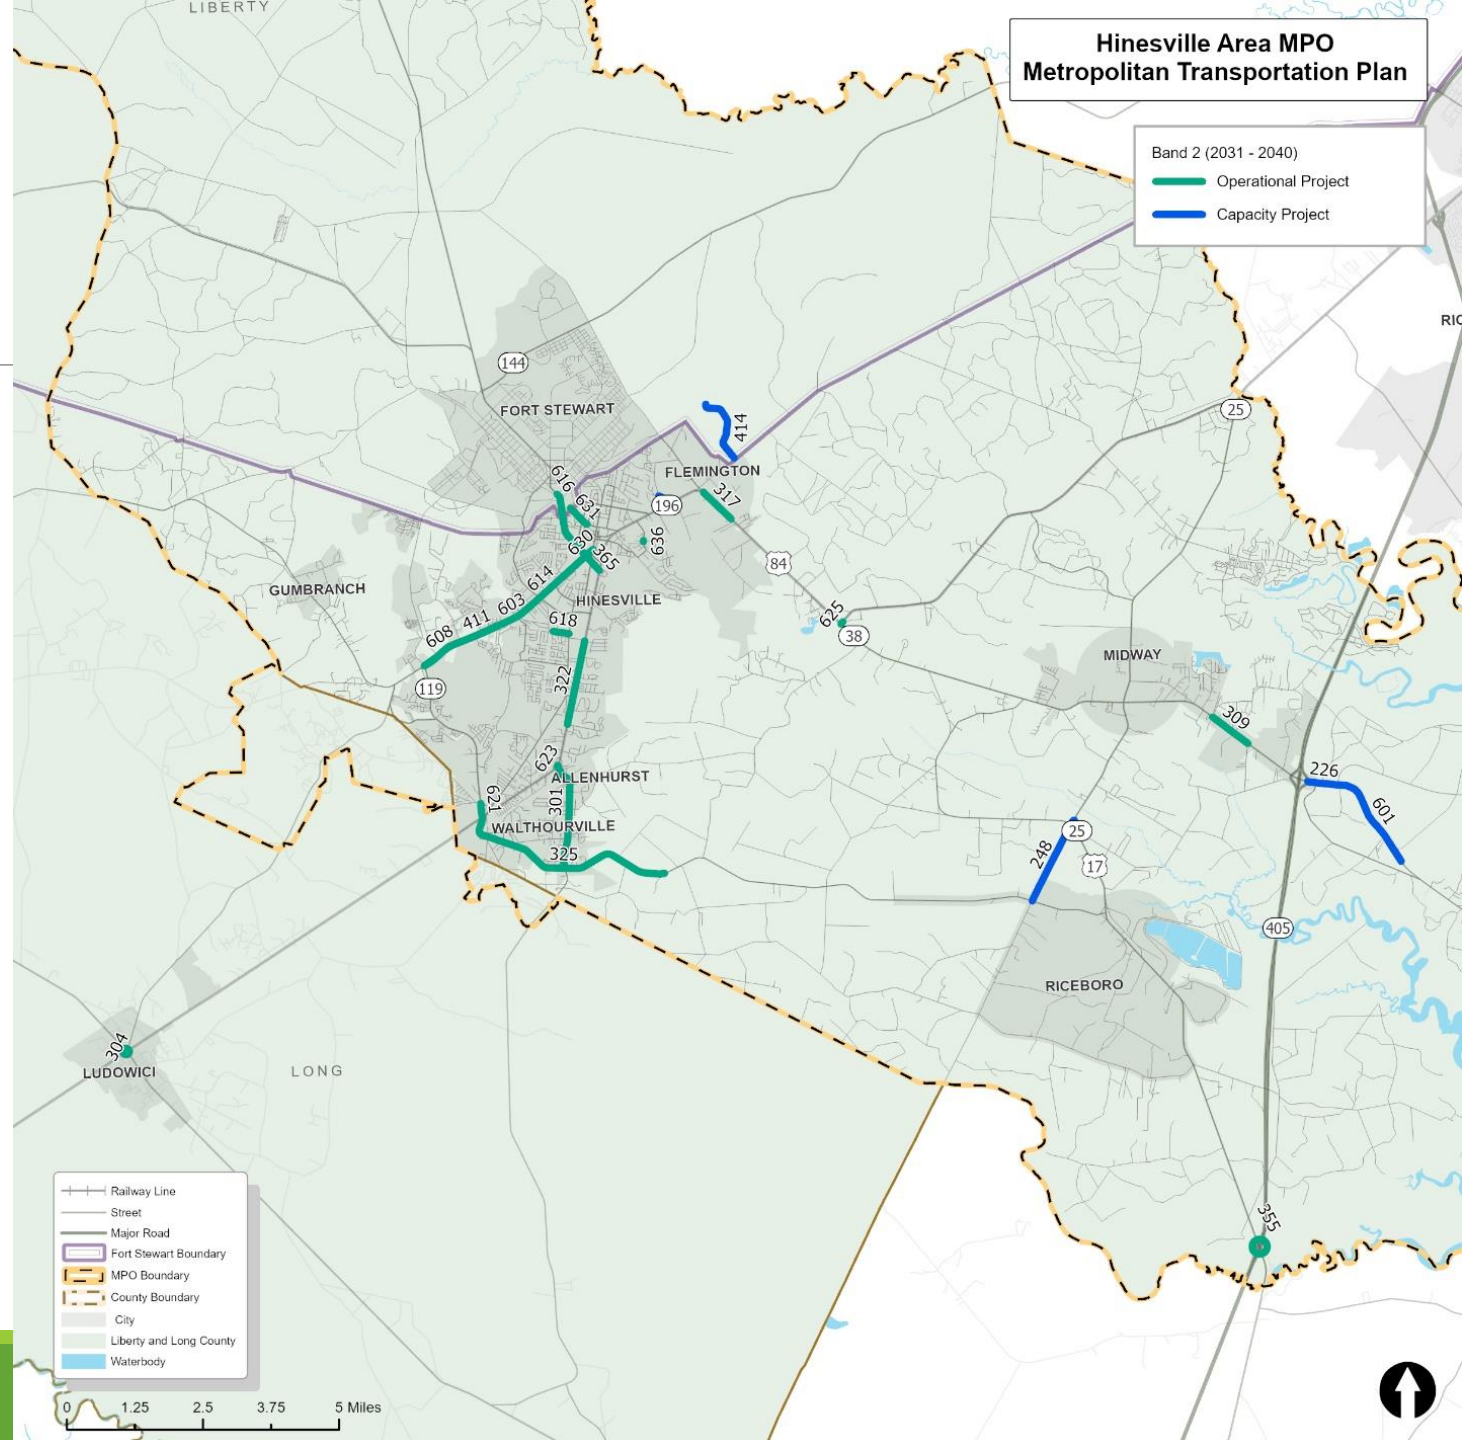 LIBERTY
Hinesville Area MPO
Metropolitan Transportation Plan
Band 2 (2031 - 2040)
Operational Project
Capacity Project
RIC
144
FORT STEWART
25
414
FLEMINGTON
616
631
196
317
630
365
636
84
GUMBRANCH
614
603
411
608
HINESVILLE
618
625
38
MIDWAY
119
322
309
623
ALLENHURST
226
621
301
601
WALTHOURVILLE
325
25
248
17
405
RICEBORO
304
LUDOWICI
LONG
355
Railway Line
Street
Major Road
Fort Stewart Boundary
MPO Boundary
County Boundary
City
Liberty and Long County
Waterbody
0 1.25 2.5 3.75 5 Miles